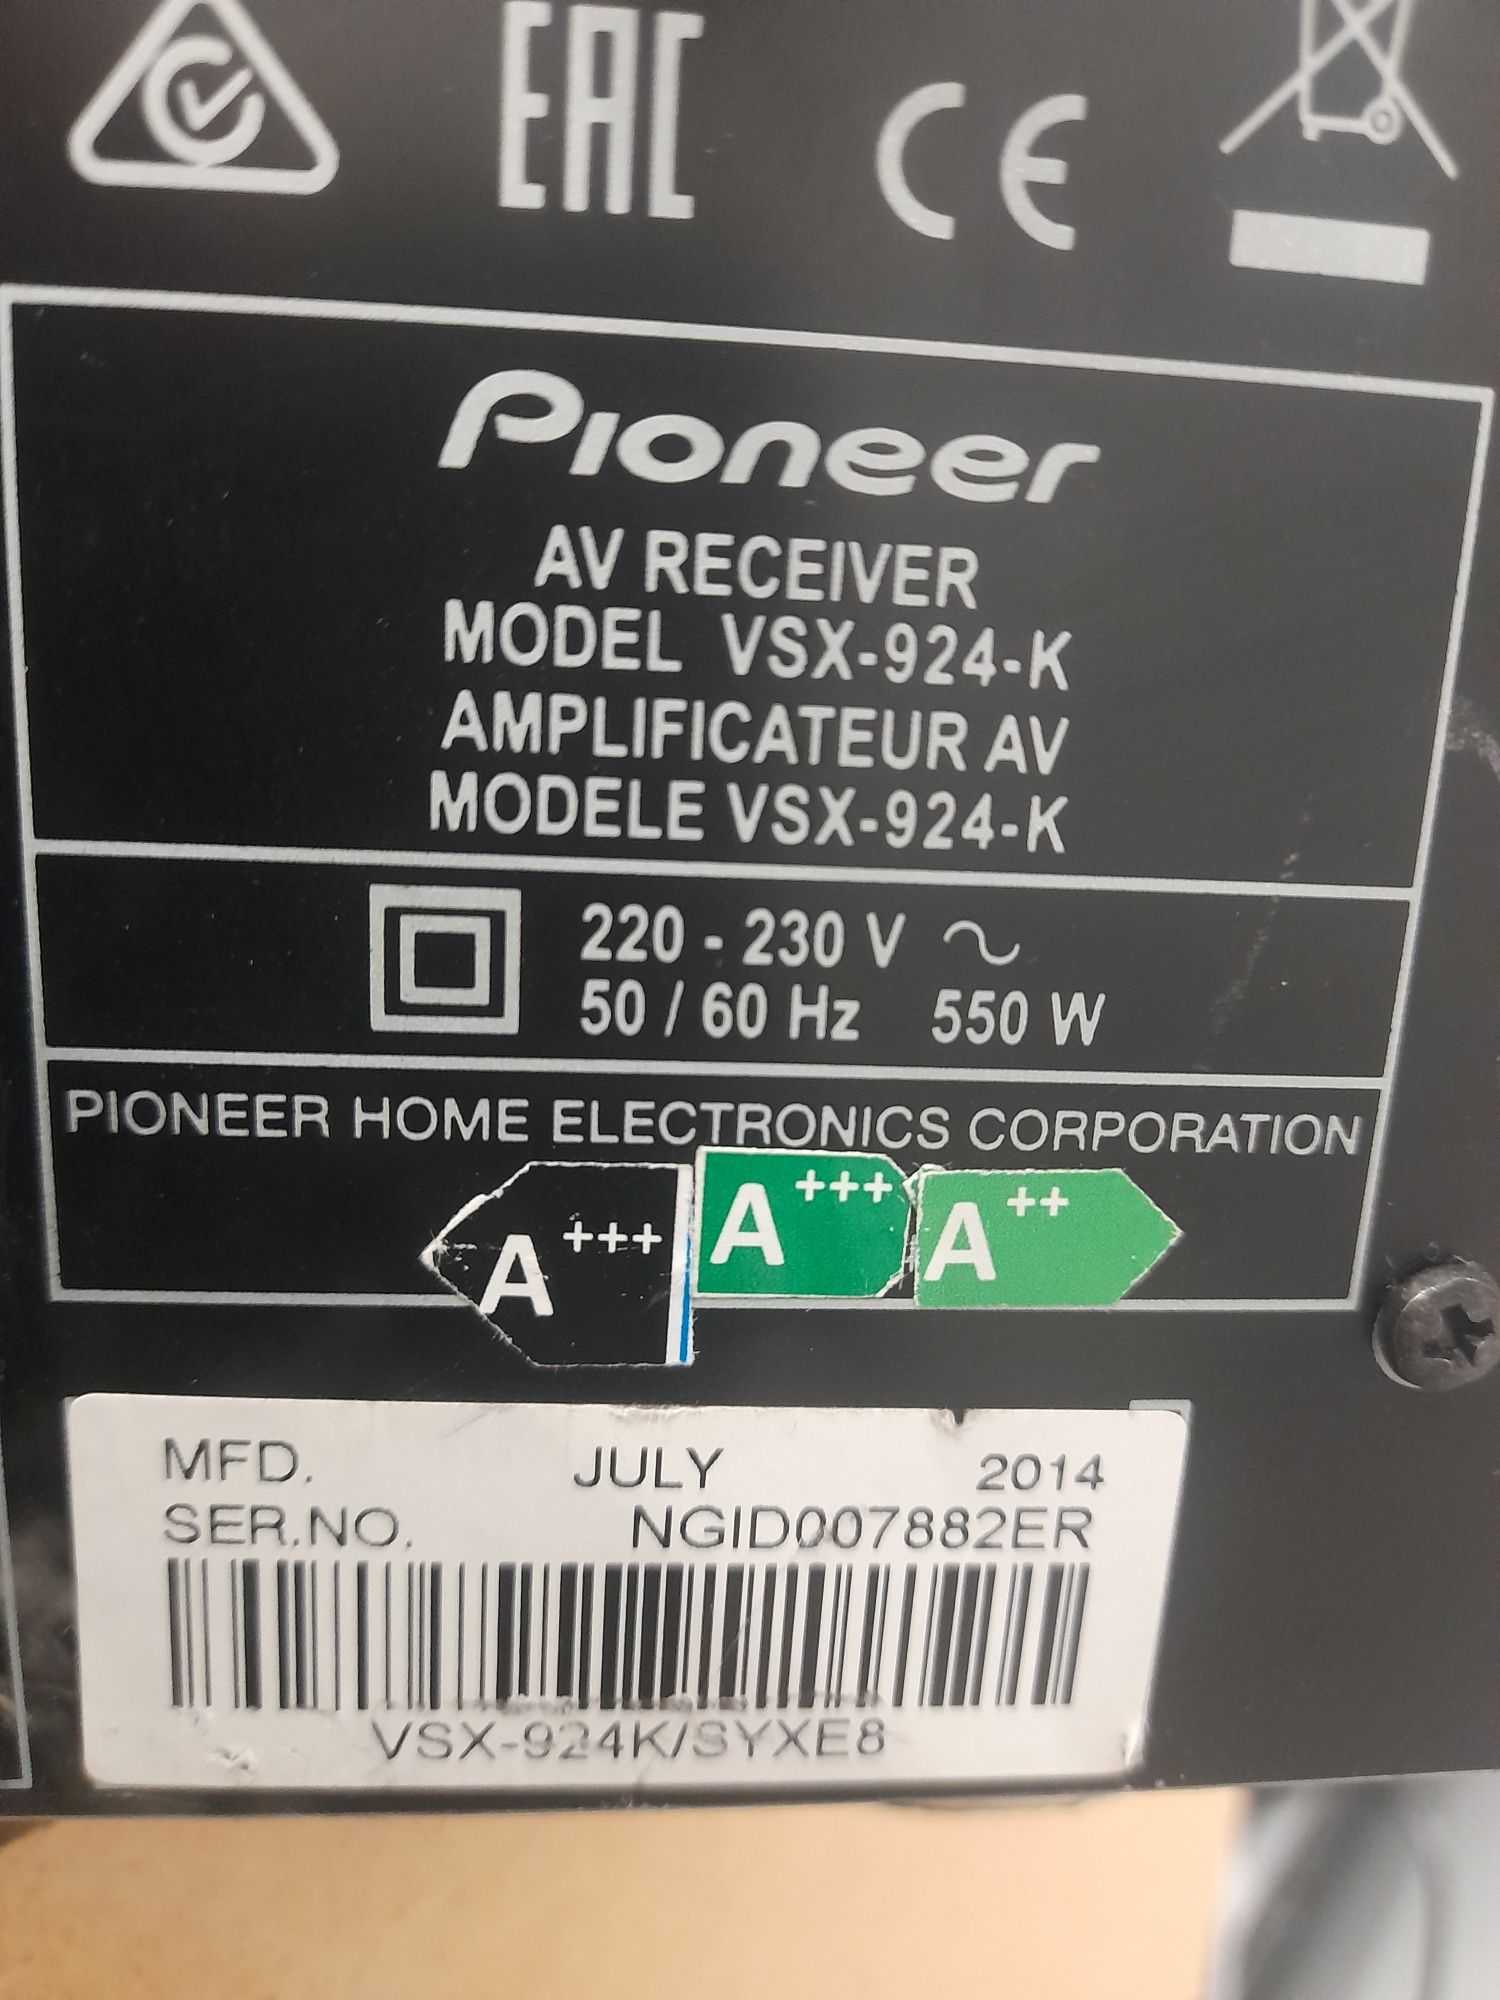 EAC
CE
Pioneer
AV RECEIVER
MODEL VSX-924-K
AMPLIFICATEUR AV
MODELE VSX-924-K
220 - 230 V ~
50 / 60 Hz 550 W
PIONEER HOME ELECTRONICS CORPORATION
A+++ A+++ A++
MFD. JULY 2014
SER.NO. NGID007882ER
VSX-924K/SYXE8